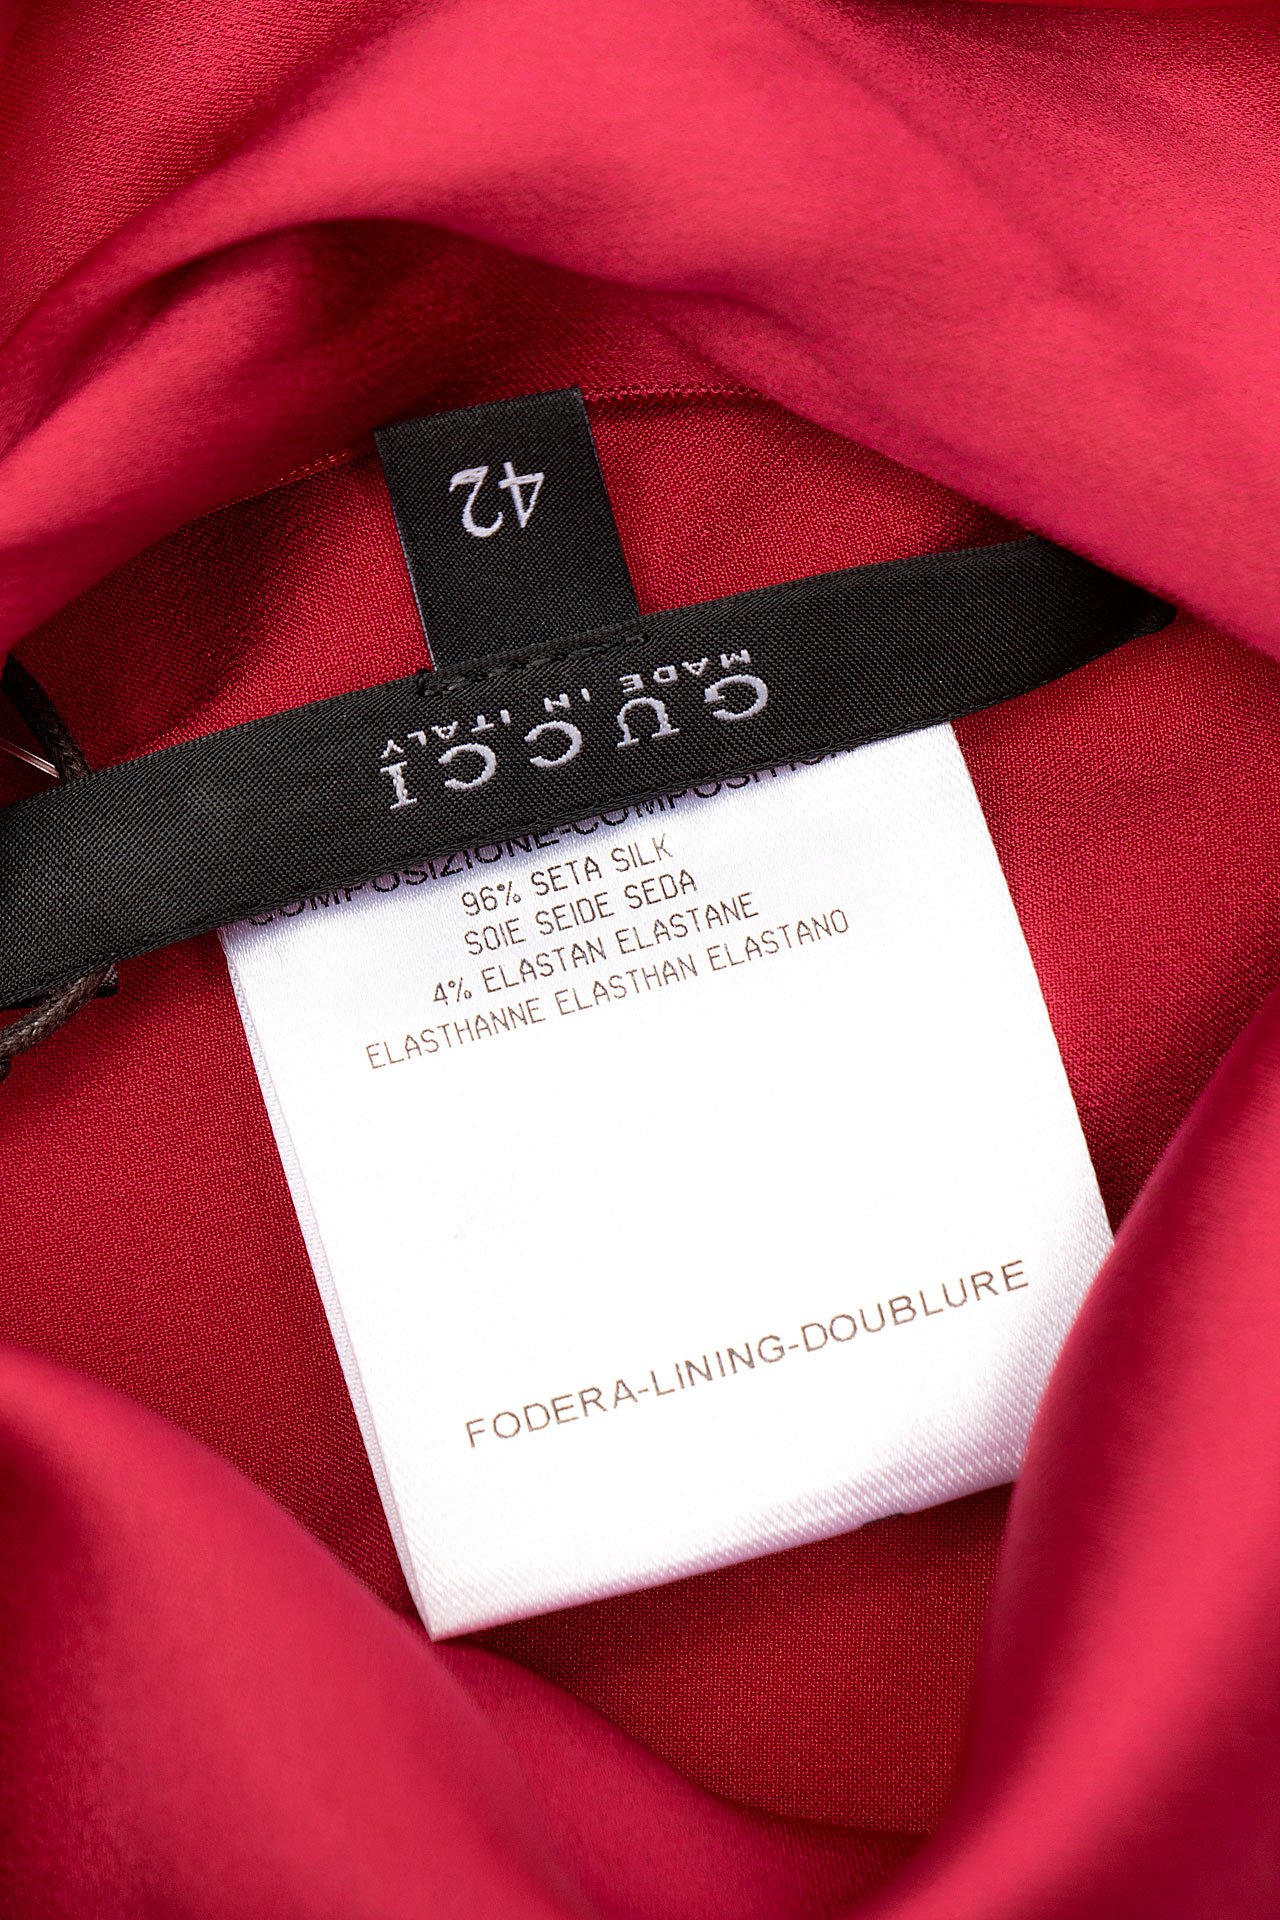 42
GUCCI
MADE IN ITALY
COMPOSIZIONE-COMPOSITION
96% SETA SILK
SOIE SEIDE SEDA
4% ELASTAN ELASTANE
ELASTHANNE ELASTHAN ELASTANO
FODERA-LINING-DOUBLURE